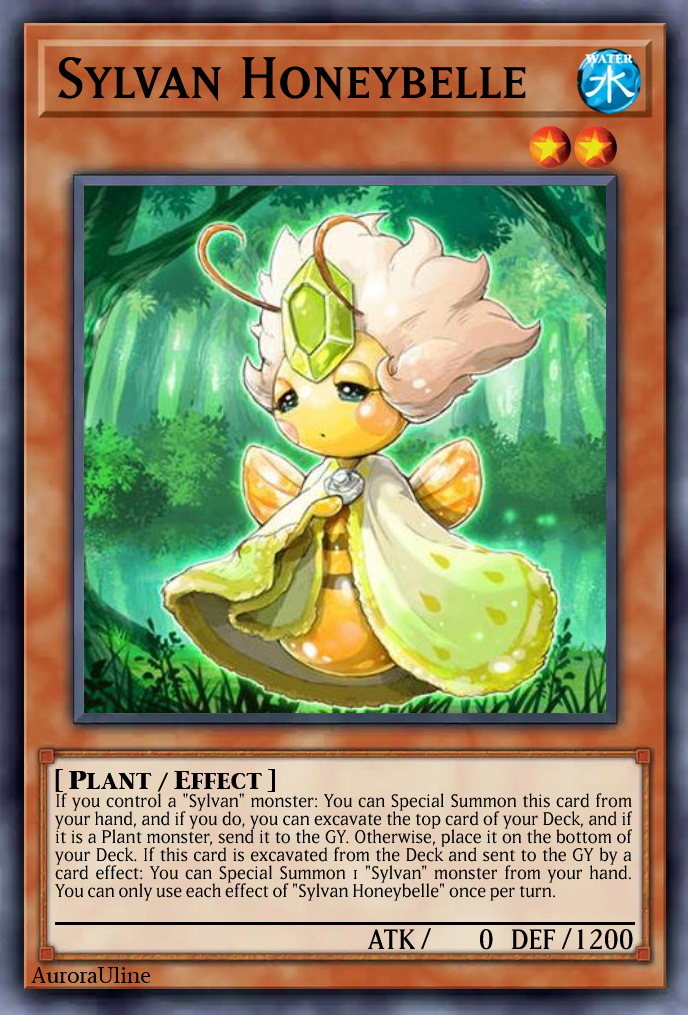 Sylvan Honeybelle
WATER
水
[ Plant / Effect ]
If you control a "Sylvan" monster: You can Special Summon this card from
your hand, and if you do, you can excavate the top card of your Deck, and if
it is a Plant monster, send it to the GY. Otherwise, place it on the bottom of
your Deck. If this card is excavated from the Deck and sent to the GY by a
card effect: You can Special Summon 1 "Sylvan" monster from your hand.
You can only use each effect of "Sylvan Honeybelle" once per turn.
ATK / 0 DEF /1200
AuroraUline